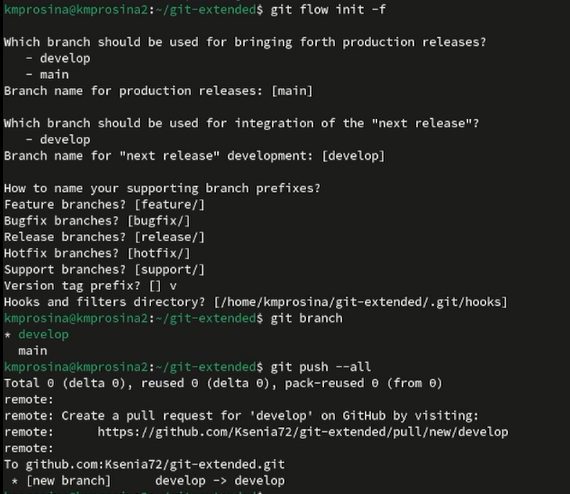 kmprosina@kmprosina2:~/git-extended$ git flow init -f
Which branch should be used for bringing forth production releases?
   - develop
   - main
Branch name for production releases: [main]
Which branch should be used for integration of the "next release"?
   - develop
Branch name for "next release" development: [develop]
How to name your supporting branch prefixes?
Feature branches? [feature/]
Bugfix branches? [bugfix/]
Release branches? [release/]
Hotfix branches? [hotfix/]
Support branches? [support/]
Version tag prefix? [] v
Hooks and filters directory? [/home/kmprosina/git-extended/.git/hooks]
kmprosina@kmprosina2:~/git-extended$ git branch
* develop
  main
kmprosina@kmprosina2:~/git-extended$ git push --all
Total 0 (delta 0), reused 0 (delta 0), pack-reused 0 (from 0)
remote:
remote: Create a pull request for 'develop' on GitHub by visiting:
remote:      https://github.com/Ksenia72/git-extended/pull/new/develop
remote:
To github.com:Ksenia72/git-extended.git
 * [new branch]      develop -> develop